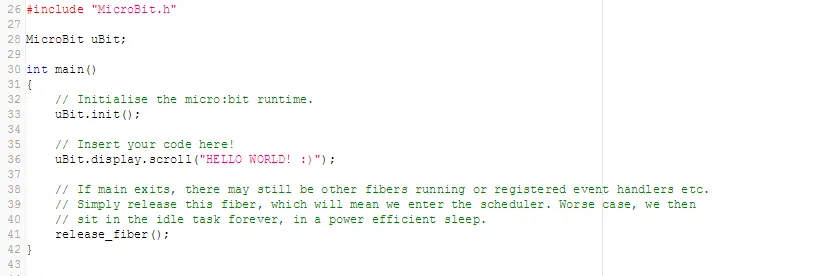 26 #include "MicroBit.h"
27
28 MicroBit uBit;
29
30 int main()
31 {
32     // Initialise the micro:bit runtime.
33     uBit.init();
34
35     // Insert your code here!
36     uBit.display.scroll("HELLO WORLD! :)");
37
38     // If main exits, there may still be other fibers running or registered event handlers etc.
39     // Simply release this fiber, which will mean we enter the scheduler. Worse case, we then
40     // sit in the idle task forever, in a power efficient sleep.
41     release_fiber();
42 }
43